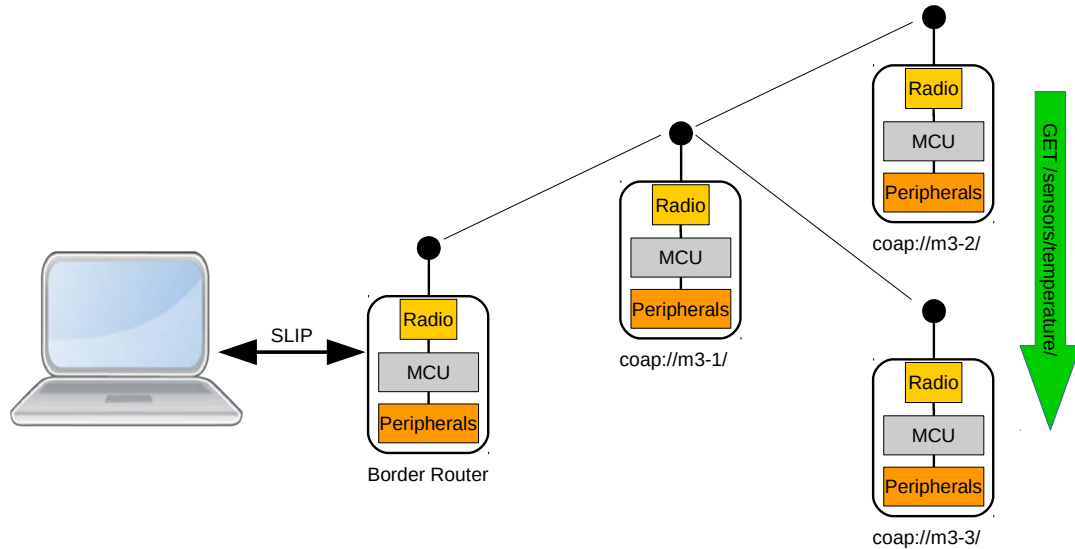 Radio
MCU
Peripherals
coap://m3-2/
GET /sensors/temperature/
Radio
MCU
Peripherals
coap://m3-1/
SLIP
Radio
MCU
Peripherals
Border Router
Radio
MCU
Peripherals
coap://m3-3/